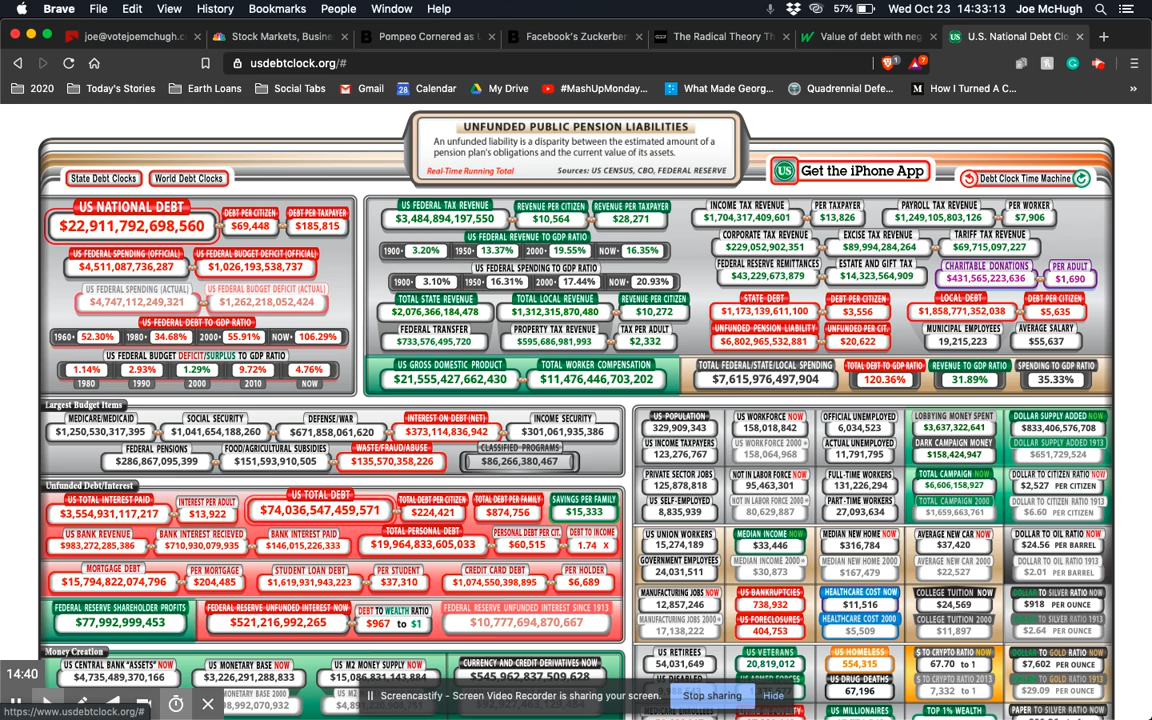 Brave File Edit View History Bookmarks People Window Help 57% Wed Oct 23 14:33:13 Joe McHugh
joe@votejoemchugh.c Stock Markets, Busine Pompeo Cornered as Facebook's Zuckerber The Radical Theory Th Value of debt with neg U.S. National Debt Clo
usdebtclock.org/#
2020 Today's Stories Earth Loans Social Tabs Gmail Calendar My Drive #MashUpMonday... What Made Georg... Quadrennial Defe... How I Turned A C...
UNFUNDED PUBLIC PENSION LIABILITIES
An unfunded liability is a disparity between the estimated amount of a
pension plan's obligations and the current value of its assets.
Real-Time Running Total Sources: US CENSUS, CBO, FEDERAL RESERVE
State Debt Clocks World Debt Clocks US Get the iPhone App Debt Clock Time Machine
US NATIONAL DEBT DEBT PER CITIZEN DEBT PER TAXPAYER
$22,911,792,698,560 $69,448 $185,815
US FEDERAL SPENDING (OFFICIAL) US FEDERAL BUDGET DEFICIT (OFFICIAL)
$4,511,087,736,287 $1,026,193,538,737
US FEDERAL SPENDING (ACTUAL) US FEDERAL BUDGET DEFICIT (ACTUAL)
$4,747,112,249,321 $1,262,218,052,424
US FEDERAL DEBT TO GDP RATIO
1960- 52.30% 1980- 34.68% 2000- 55.91% NOW- 106.29%
US FEDERAL BUDGET DEFICIT/SURPLUS TO GDP RATIO
1.14% 2.93% 1.29% 9.72% 4.76%
1980 1990 2000 2010 NOW
US FEDERAL TAX REVENUE REVENUE PER CITIZEN REVENUE PER TAXPAYER
$3,484,894,197,550 $10,564 $28,271
US FEDERAL REVENUE TO GDP RATIO
1900- 3.20% 1950- 13.37% 2000- 19.55% NOW- 16.35%
US FEDERAL SPENDING TO GDP RATIO
1900- 3.10% 1950- 16.31% 2000- 17.44% NOW- 20.93%
TOTAL STATE REVENUE TOTAL LOCAL REVENUE REVENUE PER CITIZEN
$2,076,366,184,478 $1,312,315,870,480 $10,272
FEDERAL TRANSFER PROPERTY TAX REVENUE TAX PER ADULT
$733,576,495,720 $595,686,981,993 $2,332
INCOME TAX REVENUE PER TAXPAYER PAYROLL TAX REVENUE PER WORKER
$1,704,317,409,601 $13,826 $1,249,105,803,126 $7,906
CORPORATE TAX REVENUE EXCISE TAX REVENUE TARIFF TAX REVENUE
$229,052,902,351 $89,994,284,264 $69,715,097,227
FEDERAL RESERVE REMITTANCES ESTATE AND GIFT TAX CHARITABLE DONATIONS PER ADULT
$43,229,673,879 $14,323,564,909 $431,565,223,636 $1,690
STATE DEBT DEBT PER CITIZEN LOCAL DEBT DEBT PER CITIZEN
$1,173,139,611,100 $3,556 $1,858,771,352,038 $5,635
UNFUNDED PENSION LIABILITY UNFUNDED PER CIT. MUNICIPAL EMPLOYEES AVERAGE SALARY
$6,802,965,532,881 $20,622 19,215,223 $55,637
US GROSS DOMESTIC PRODUCT TOTAL WORKER COMPENSATION
$21,555,427,662,430 $11,476,446,703,202
TOTAL FEDERAL/STATE/LOCAL SPENDING TOTAL DEBT TO GDP RATIO REVENUE TO GDP RATIO SPENDING TO GDP RATIO
$7,615,976,497,904 120.36% 31.89% 35.33%
Largest Budget Items
MEDICARE/MEDICAID SOCIAL SECURITY DEFENSE/WAR INTEREST ON DEBT (NET) INCOME SECURITY
$1,250,530,317,395 $1,041,654,188,260 $671,858,061,620 $373,114,836,942 $301,061,935,386
FEDERAL PENSIONS FOOD/AGRICULTURAL SUBSIDIES WASTE/FRAUD/ABUSE CLASSIFIED PROGRAMS
$286,867,095,399 $151,593,910,505 $135,570,358,226 $86,266,380,467
Unfunded Debt/Interest
US TOTAL INTEREST PAID INTEREST PER ADULT US TOTAL DEBT TOTAL DEBT PER CITIZEN TOTAL DEBT PER FAMILY SAVINGS PER FAMILY
$3,554,931,117,217 $13,922 $74,036,547,459,571 $224,421 $874,756 $15,333
US BANK REVENUE BANK INTEREST RECIEVED BANK INTEREST PAID TOTAL PERSONAL DEBT PERSONAL DEBT PER CIT. DEBT TO INCOME
$983,272,285,386 $710,930,079,935 $146,015,226,333 $19,964,833,605,033 $60,515 1.74 x
MORTGAGE DEBT PER MORTGAGE STUDENT LOAN DEBT PER STUDENT CREDIT CARD DEBT PER HOLDER
$15,794,822,074,796 $204,485 $1,619,931,943,223 $37,310 $1,074,550,398,895 $6,689
FEDERAL RESERVE SHAREHOLDER PROFITS FEDERAL RESERVE UNFUNDED INTEREST NOW DEBT TO WEALTH RATIO FEDERAL RESERVE UNFUNDED INTEREST SINCE 1913
$77,992,999,453 $521,216,992,265 $967 to $1 $10,777,694,870,667
Money Creation
US CENTRAL BANK "ASSETS" NOW US MONETARY BASE NOW US M2 MONEY SUPPLY NOW CURRENCY AND CREDIT DERIVATIVES NOW
$4,735,489,370,166 $3,226,291,288,833 $15,086,831,143,884 $545,962,837,509,628
US POPULATION US WORKFORCE NOW OFFICIAL UNEMPLOYED LOBBYING MONEY SPENT DOLLAR SUPPLY ADDED NOW
329,909,343 158,018,842 6,034,523 $3,637,322,641 $833,406,576,708
US INCOME TAXPAYERS US WORKFORCE 2000 ACTUAL UNEMPLOYED DARK CAMPAIGN MONEY DOLLAR SUPPLY ADDED 1913
123,276,767 158,064,968 11,791,795 $158,424,947 $651,729,524
PRIVATE SECTOR JOBS NOT IN LABOR FORCE NOW FULL-TIME WORKERS TOTAL CAMPAIGN NOW DOLLAR TO CITIZEN RATIO NOW
125,878,818 95,463,301 131,226,294 $6,606,158,927 $2,527 PER CITIZEN
US SELF-EMPLOYED NOT IN LABOR FORCE 2000 PART-TIME WORKERS TOTAL CAMPAIGN 2000 DOLLAR TO CITIZEN RATIO 1913
8,835,939 80,629,887 27,093,634 $1,659,663,761 $6.60 PER CITIZEN
US UNION WORKERS MEDIAN INCOME NOW MEDIAN NEW HOME NOW AVERAGE NEW CAR NOW DOLLAR TO OIL RATIO NOW
15,274,189 $33,446 $316,784 $37,420 $24.56 PER BARREL
GOVERNMENT EMPLOYEES MEDIAN INCOME 2000 MEDIAN NEW HOME 2000 AVERAGE NEW CAR 2000 DOLLAR TO OIL RATIO 1913
24,031,511 $30,873 $167,479 $22,527 $2.01 PER BARREL
MANUFACTURING JOBS NOW US BANKRUPTCIES HEALTHCARE COST NOW COLLEGE TUITION NOW DOLLAR TO SILVER RATIO NOW
12,857,246 738,932 $11,516 $24,569 $918 PER OUNCE
MANUFACTURING JOBS 2000 US FORECLOSURES HEALTHCARE COST 2000 COLLEGE TUITION 2000 DOLLAR TO SILVER RATIO 1913
17,138,222 404,753 $5,509 $11,897 $2.64 PER OUNCE
US RETIREES US VETERANS US HOMELESS $ TO CRYPTO RATIO NOW DOLLAR TO GOLD RATIO NOW
54,031,649 20,819,012 554,315 67.70 to 1 $7,602 PER OUNCE
US DRUG DEATHS $ TO CRYPTO RATIO DOLLAR TO GOLD RATIO 1913
67,196 7,332 to 1 $29.09 PER OUNCE
US MILLIONAIRES TOP 1% WEALTH PAPER TO SILVER RATIO NOW
14:40
Screencastify - Screen Video Recorder is sharing your screen. Stop sharing Hide
https://www.usdebtclock.org/#